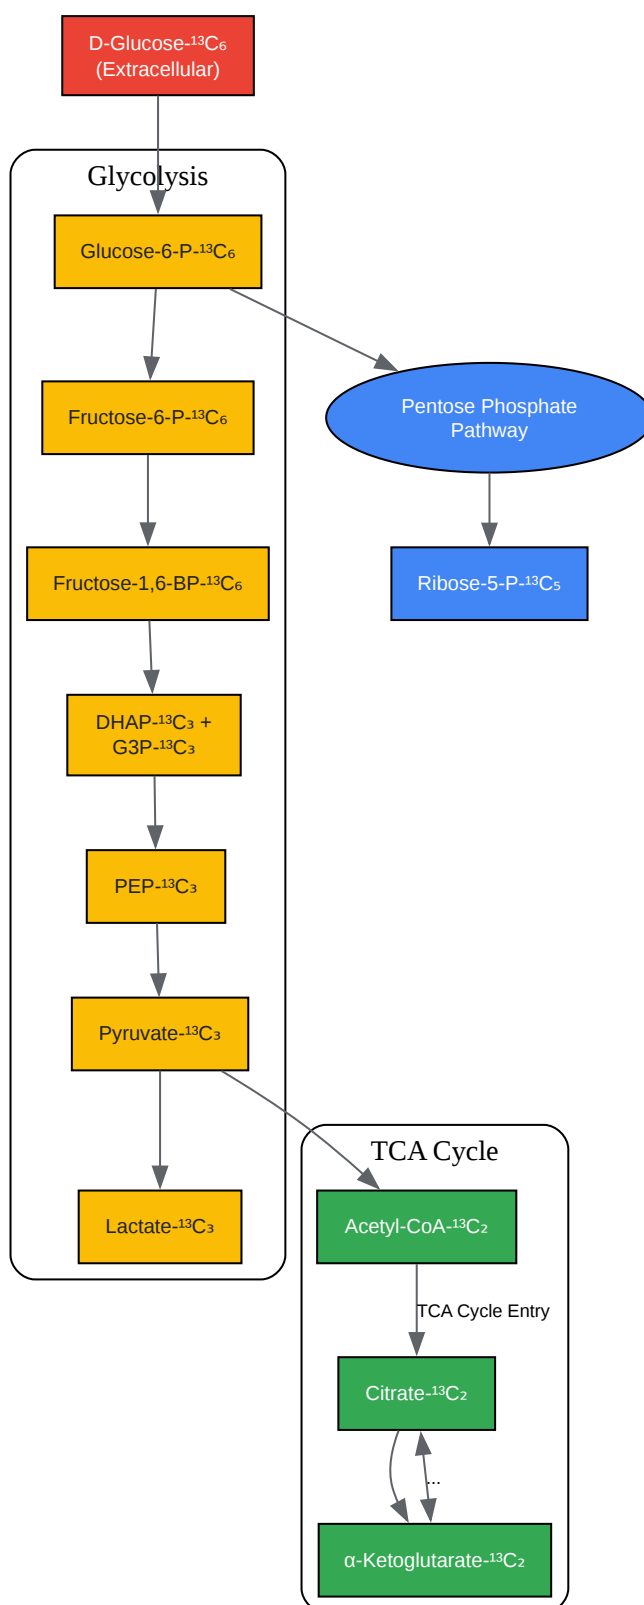 D-Glucose-¹³C₆
(Extracellular)
Glycolysis
Glucose-6-P-¹³C₆
Fructose-6-P-¹³C₆
Pentose Phosphate
Pathway
Fructose-1,6-BP-¹³C₆
Ribose-5-P-¹³C₅
DHAP-¹³C₃ +
G3P-¹³C₃
PEP-¹³C₃
Pyruvate-¹³C₃
TCA Cycle
Lactate-¹³C₃
Acetyl-CoA-¹³C₂
TCA Cycle Entry
Citrate-¹³C₂
...
α-Ketoglutarate-¹³C₂